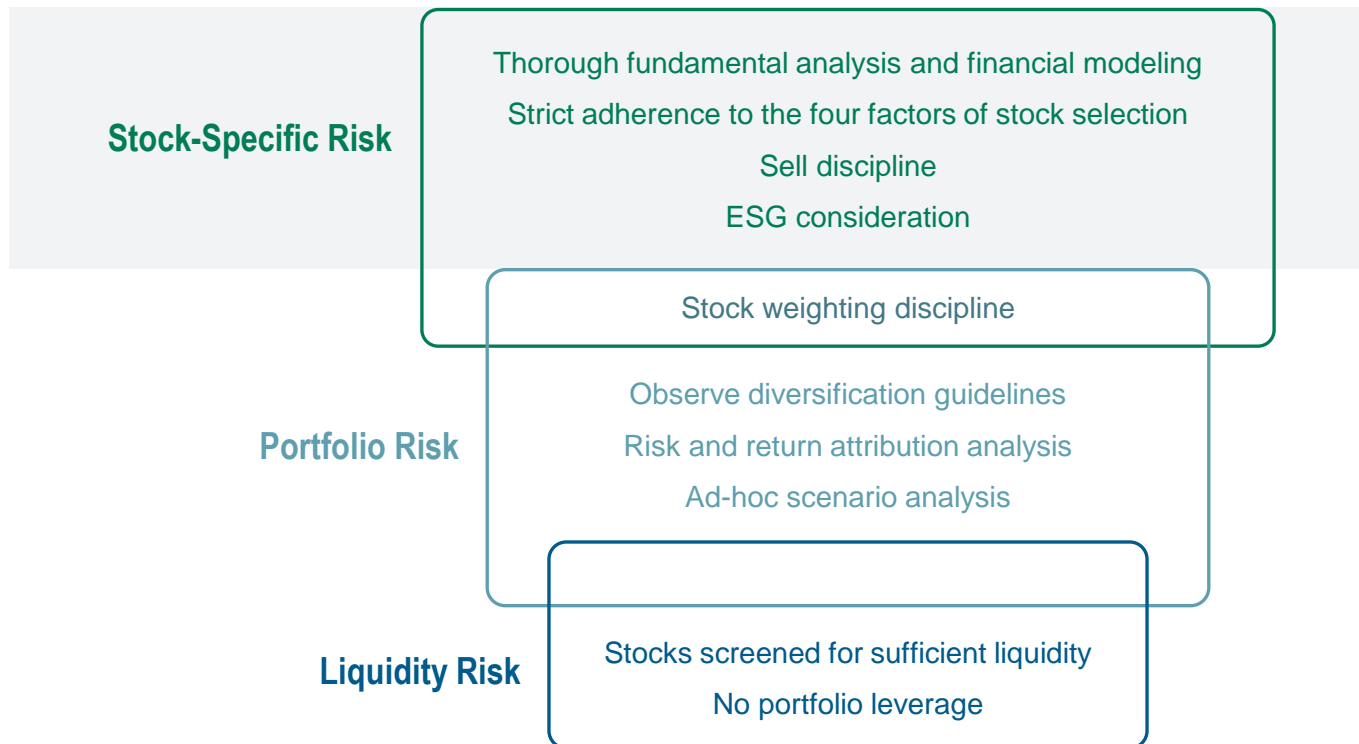 Thorough fundamental analysis and financial modeling
Strict adherence to the four factors of stock selection
Stock-Specific Risk
Sell discipline
ESG consideration
Stock weighting discipline
Observe diversification guidelines
Portfolio Risk
Risk and return attribution analysis
Ad-hoc scenario analysis
Stocks screened for sufficient liquidity
Liquidity Risk
No portfolio leverage